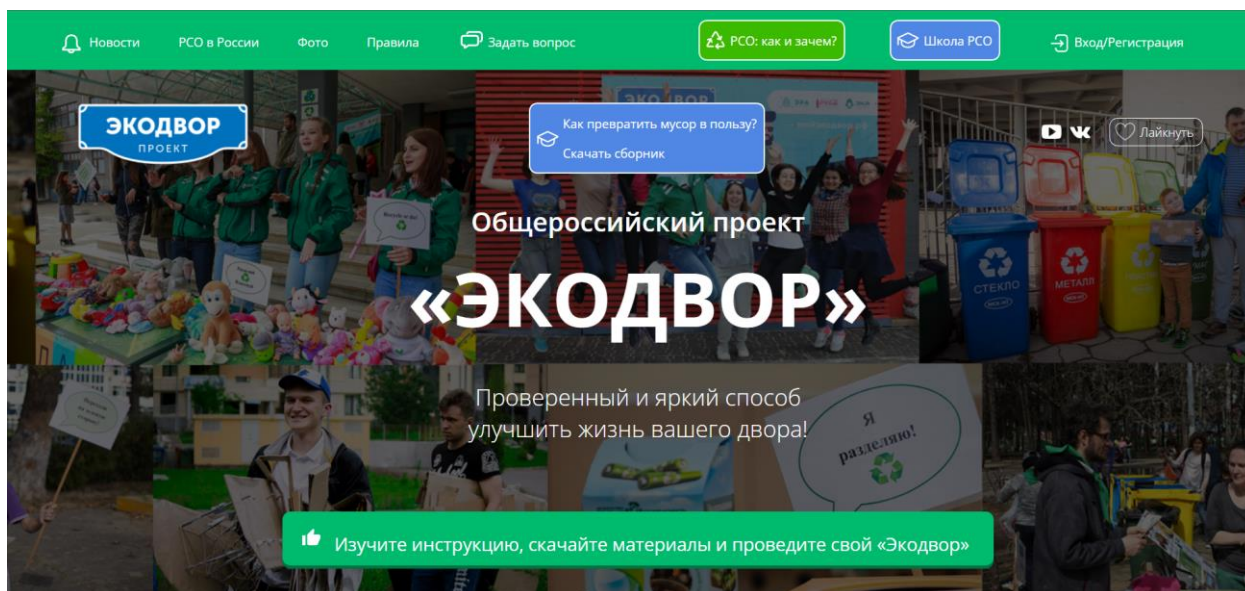 Новости
РСО в России
Фото
Правила
Задать вопрос
РСО: как и зачем?
Школа РСО
Вход/Регистрация
ЭКОДВОР
ПРОЕКТ
Как превратить мусор в пользу?
Скачать сборник
Лайкнуть
Общероссийский проект
«ЭКОДВОР»
СТЕКЛО
МЕТАЛЛ
Проверенный и яркий способ
улучшить жизнь вашего двора!
Я
разделяю!
Изучите инструкцию, скачайте материалы и проведите свой «Экодвор»